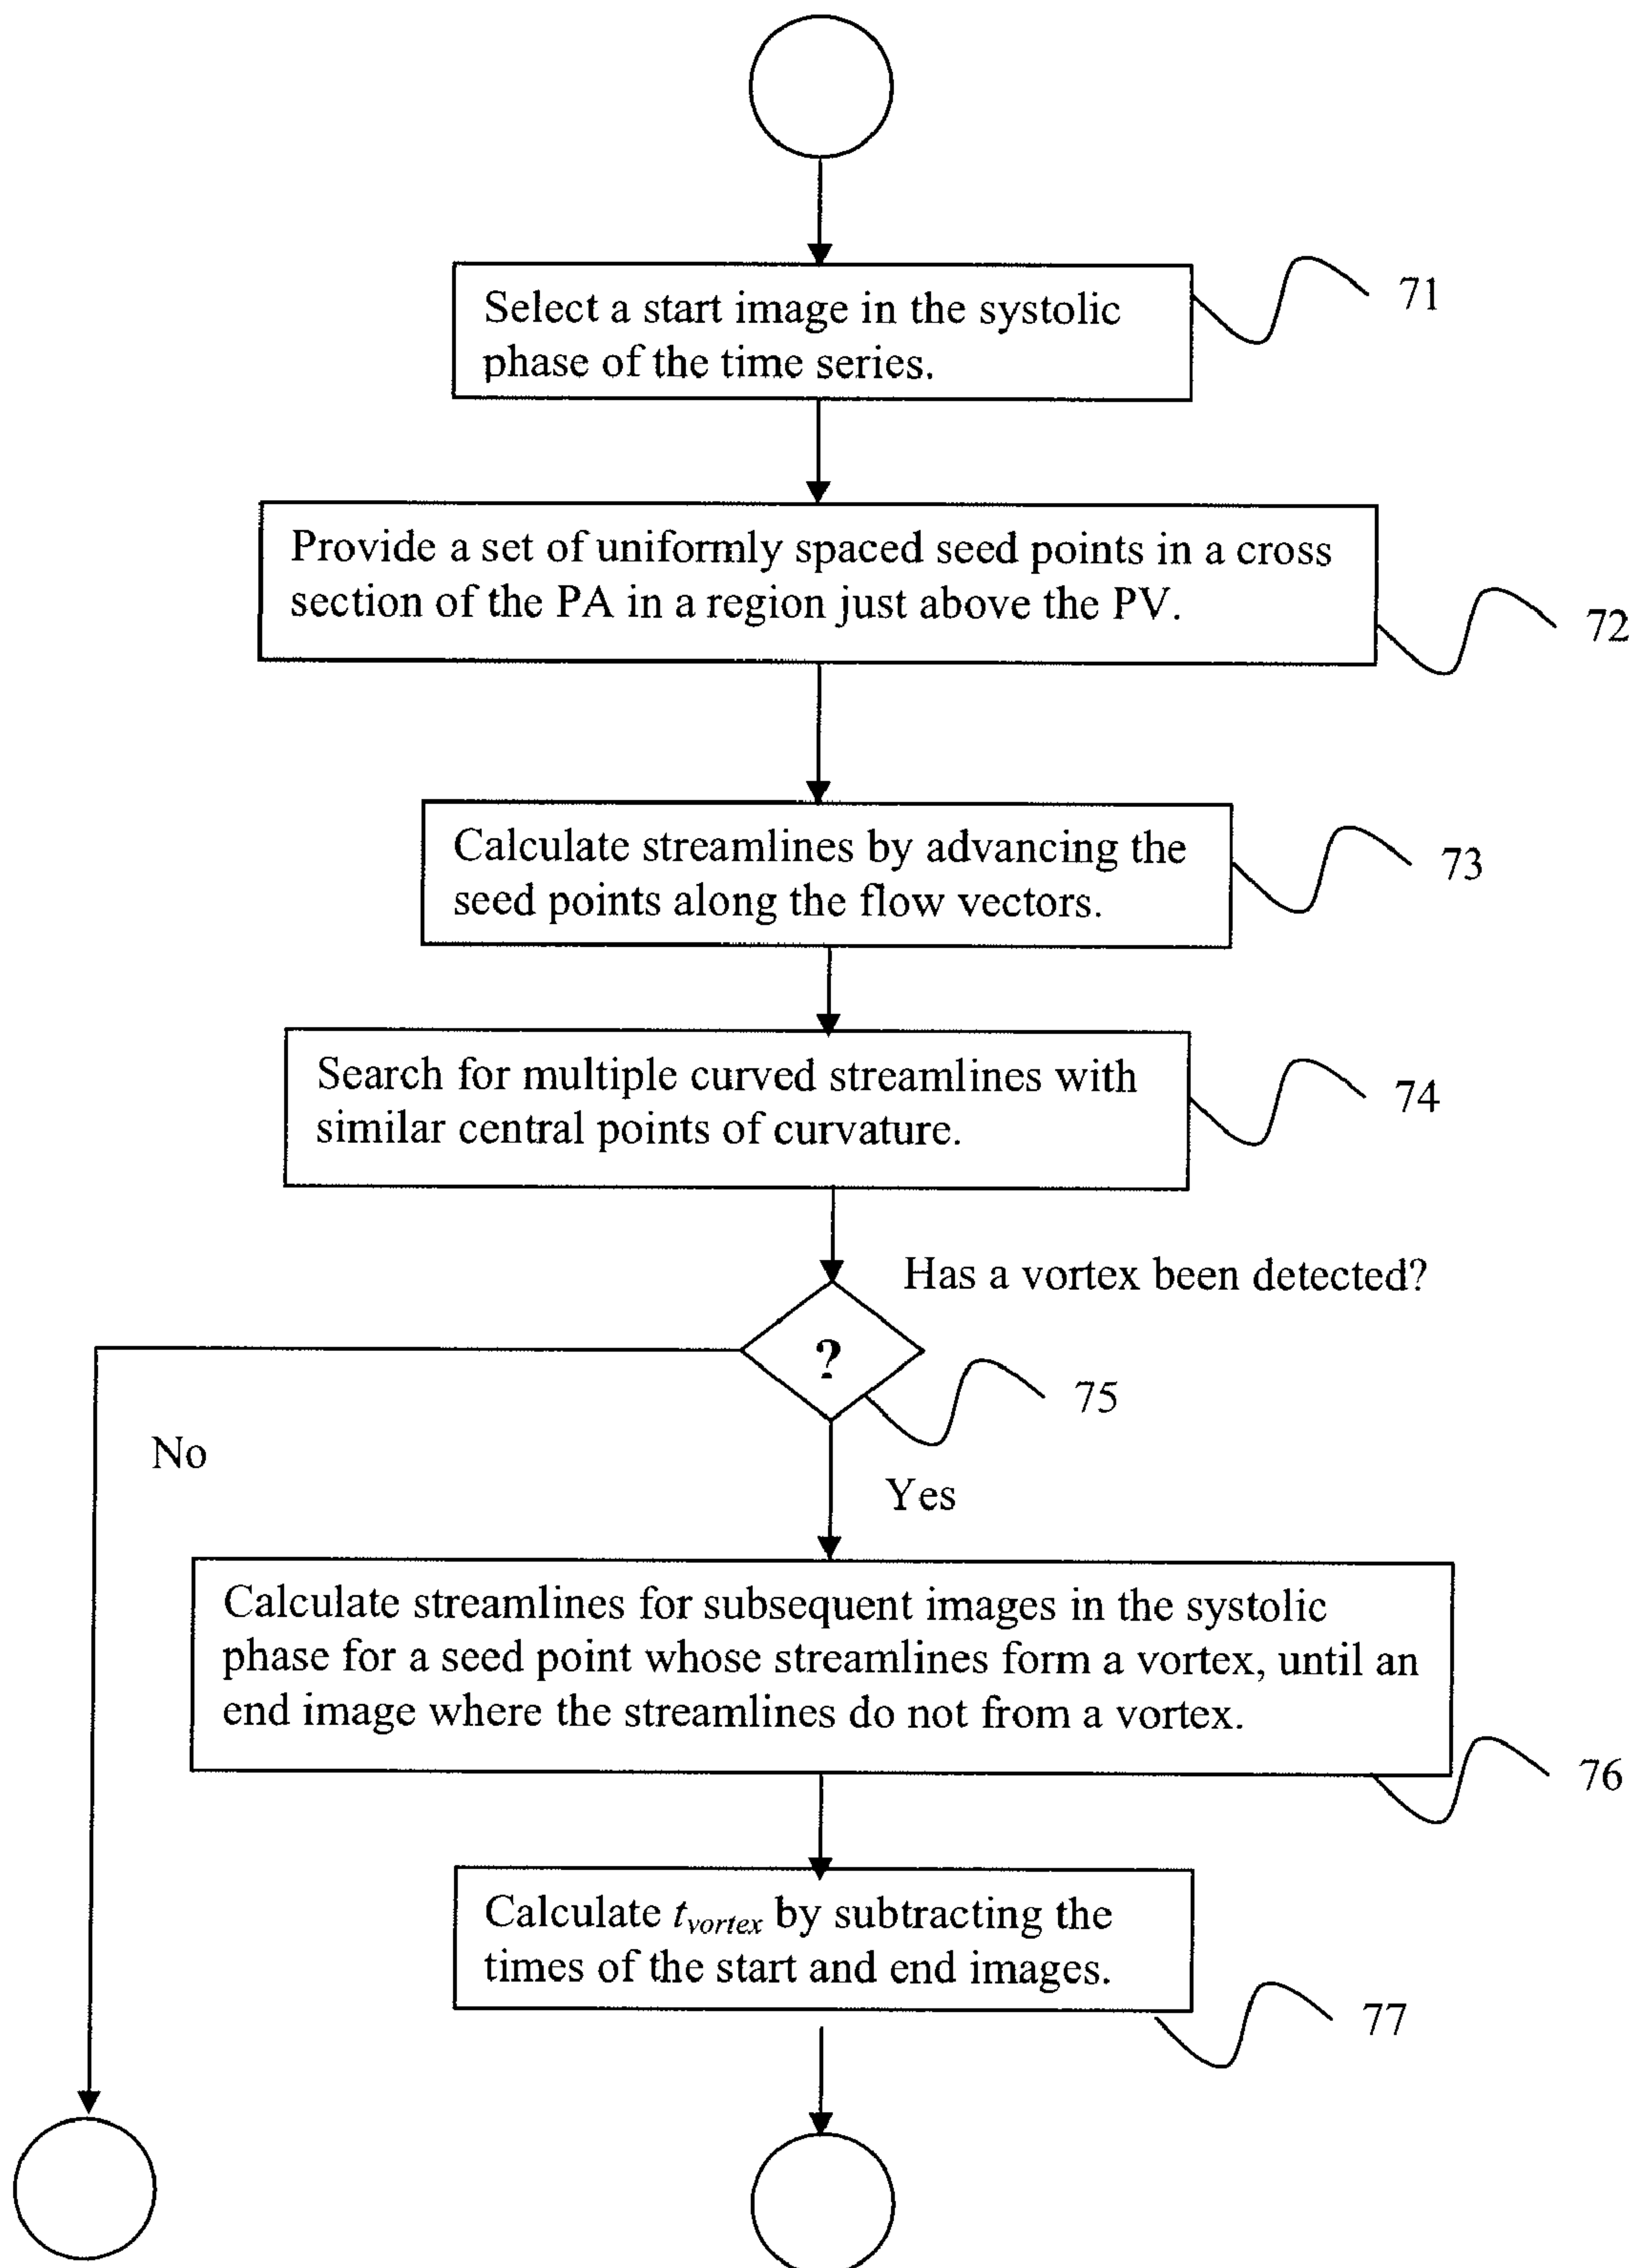 Select a start image in the systolic
phase of the time series.
71
Provide a set of uniformly spaced seed points in a cross
section of the PA in a region just above the PV.
72
Calculate streamlines by advancing the
seed points along the flow vectors.
73
Search for multiple curved streamlines with
similar central points of curvature.
74
Has a vortex been detected?
?
75
No
Yes
Calculate streamlines for subsequent images in the systolic
phase for a seed point whose streamlines form a vortex, until an
end image where the streamlines do not from a vortex.
76
Calculate tvortex by subtracting the
times of the start and end images.
77